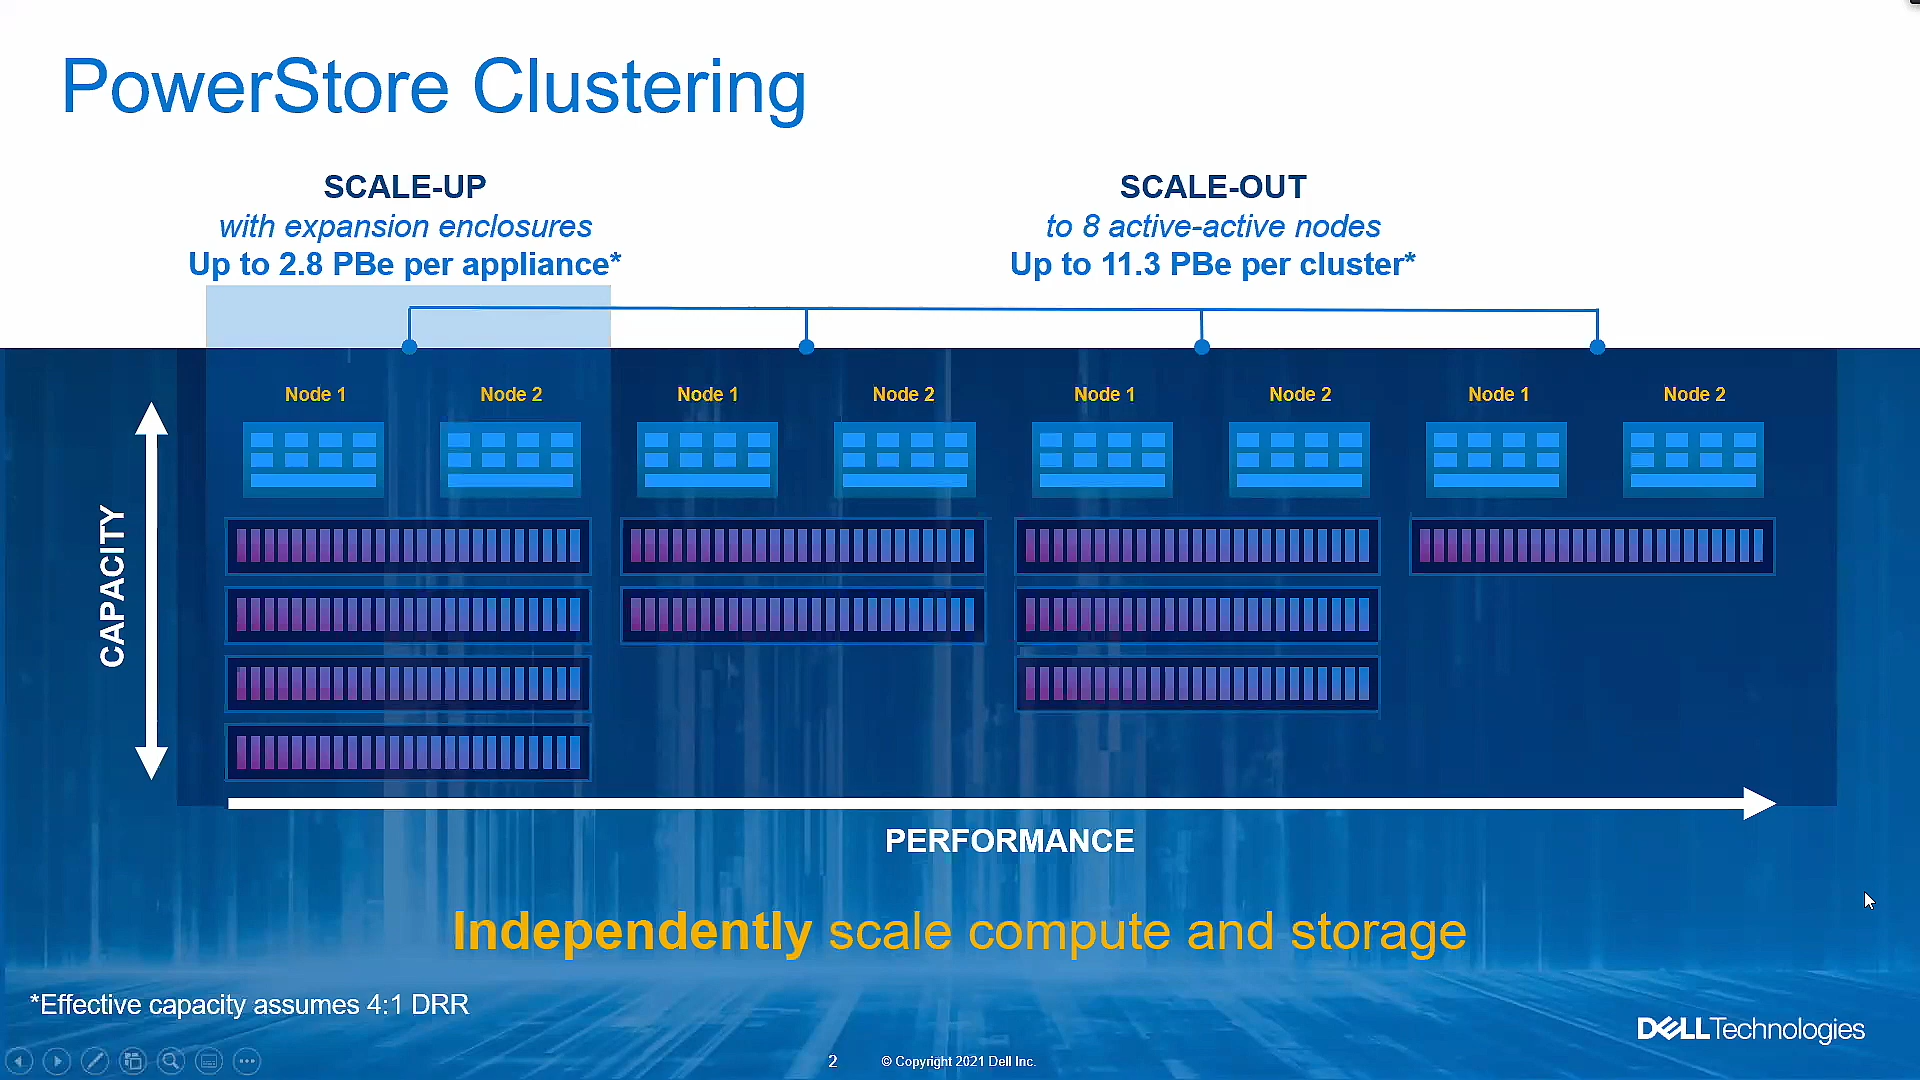 PowerStore Clustering
SCALE-UP
with expansion enclosures
Up to 2.8 PBe per appliance*
SCALE-OUT
to 8 active-active nodes
Up to 11.3 PBe per cluster*
Node 1
Node 2
Node 1
Node 2
Node 1
Node 2
Node 1
Node 2
CAPACITY
PERFORMANCE
Independently scale compute and storage
*Effective capacity assumes 4:1 DRR
DELLTechnologies
2
© Copyright 2021 Dell Inc.